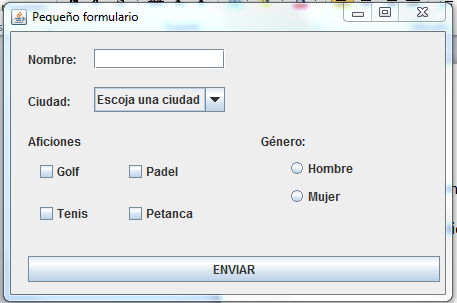 Pequeño formulario
Nombre:
Ciudad: Escoja una ciudad
Aficiones Género:
Golf Padel Hombre
Mujer
Tenis Petanca
ENVIAR